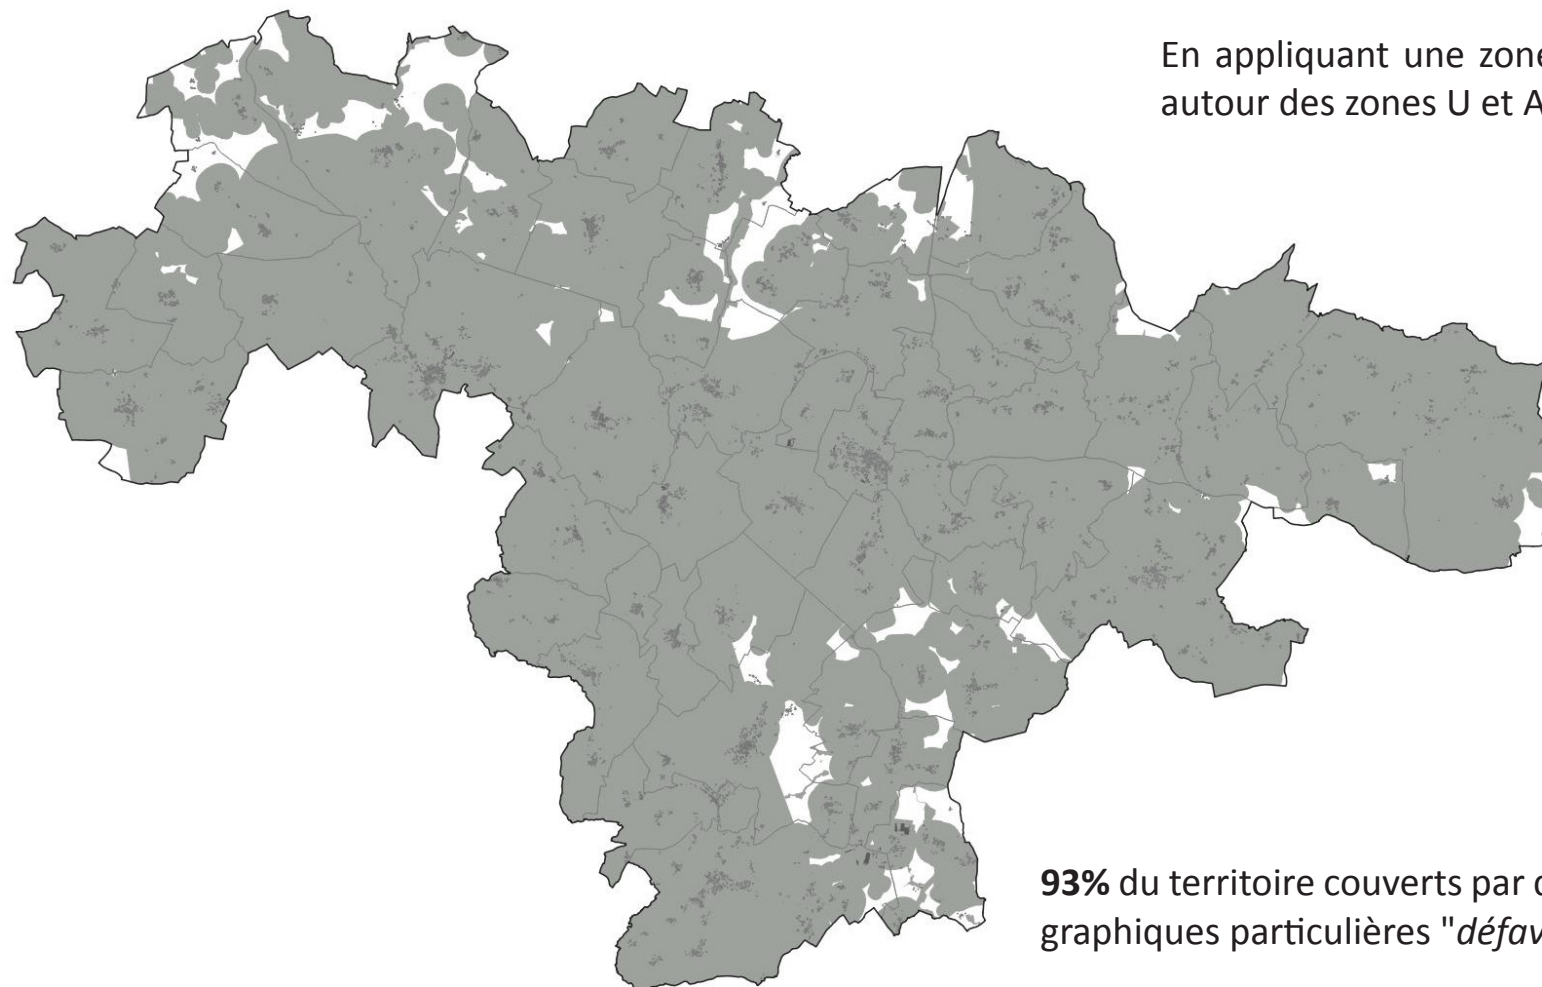 En appliquant une zone
autour des zones U et A
93% du territoire couverts par
graphiques particulières "défav